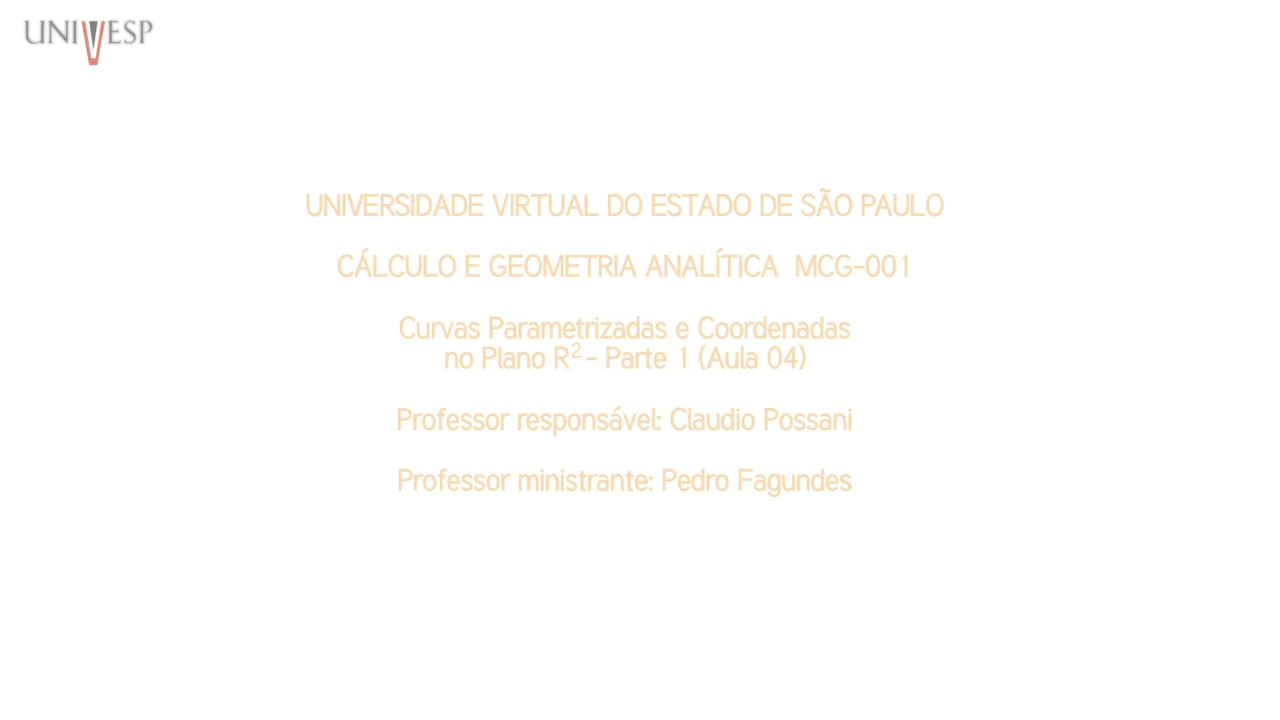 UNIVESP
UNIVERSIDADE VIRTUAL DO ESTADO DE SÃO PAULO
CÁLCULO E GEOMETRIA ANALÍTICA MCG-001
Curvas Parametrizadas e Coordenadas
no Plano R² - Parte 1 (Aula 04)
Professor responsável: Claudio Possani
Professor ministrante: Pedro Fagundes